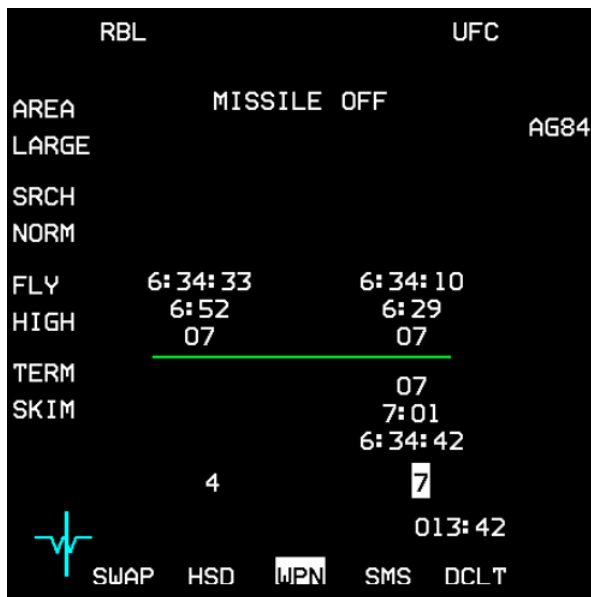 RBL UFC
MISSILE OFF
AREA
LARGE
AG84
SRCH
NORM
FLY 6:34:33 6:34:10
HIGH 6:52 6:29
07 07
TERM 07
SKIM 7:01
6:34:42
4 7
013:42
SWAP HSD WPN SMS DCLT